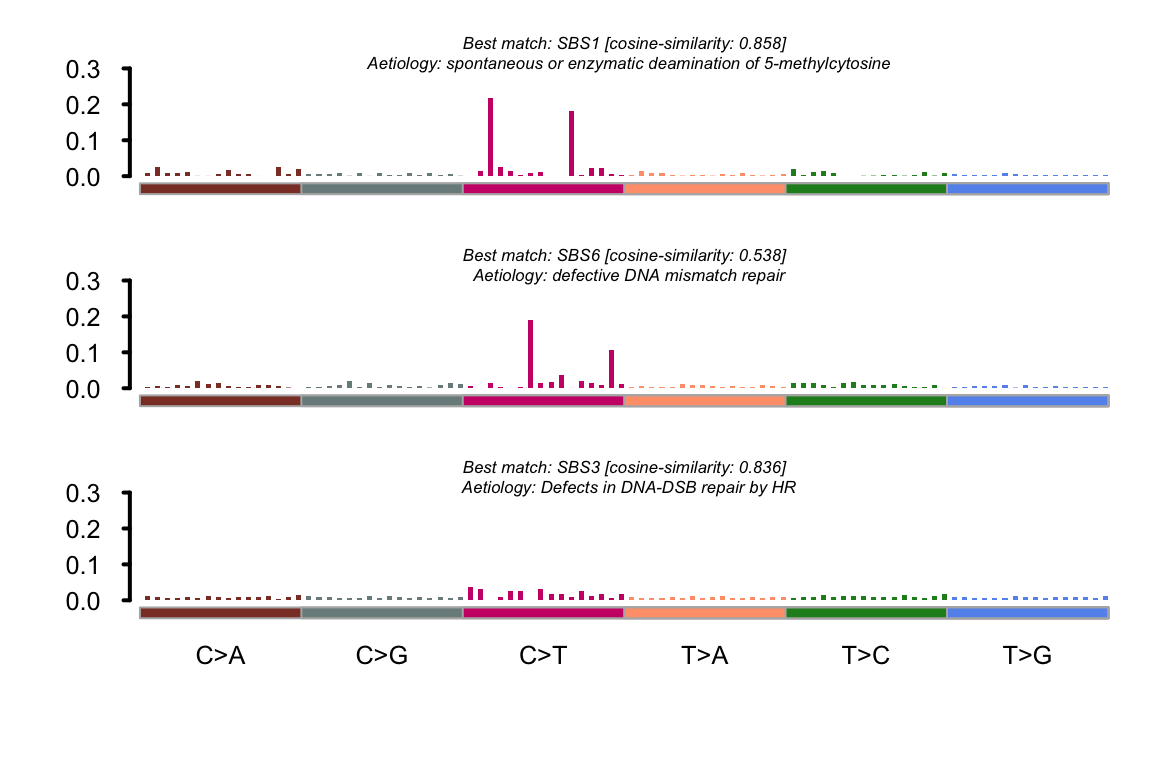 Best match: SBS1 [cosine-similarity: 0.858]
Aetiology: spontaneous or enzymatic deamination of 5-methylcytosine
0.3
0.2
0.1
0.0
Best match: SBS6 [cosine-similarity: 0.538]
Aetiology: defective DNA mismatch repair
0.3
0.2
0.1
0.0
Best match: SBS3 [cosine-similarity: 0.836]
Aetiology: Defects in DNA-DSB repair by HR
0.3
0.2
0.1
0.0
C>A C>G C>T T>A T>C T>G